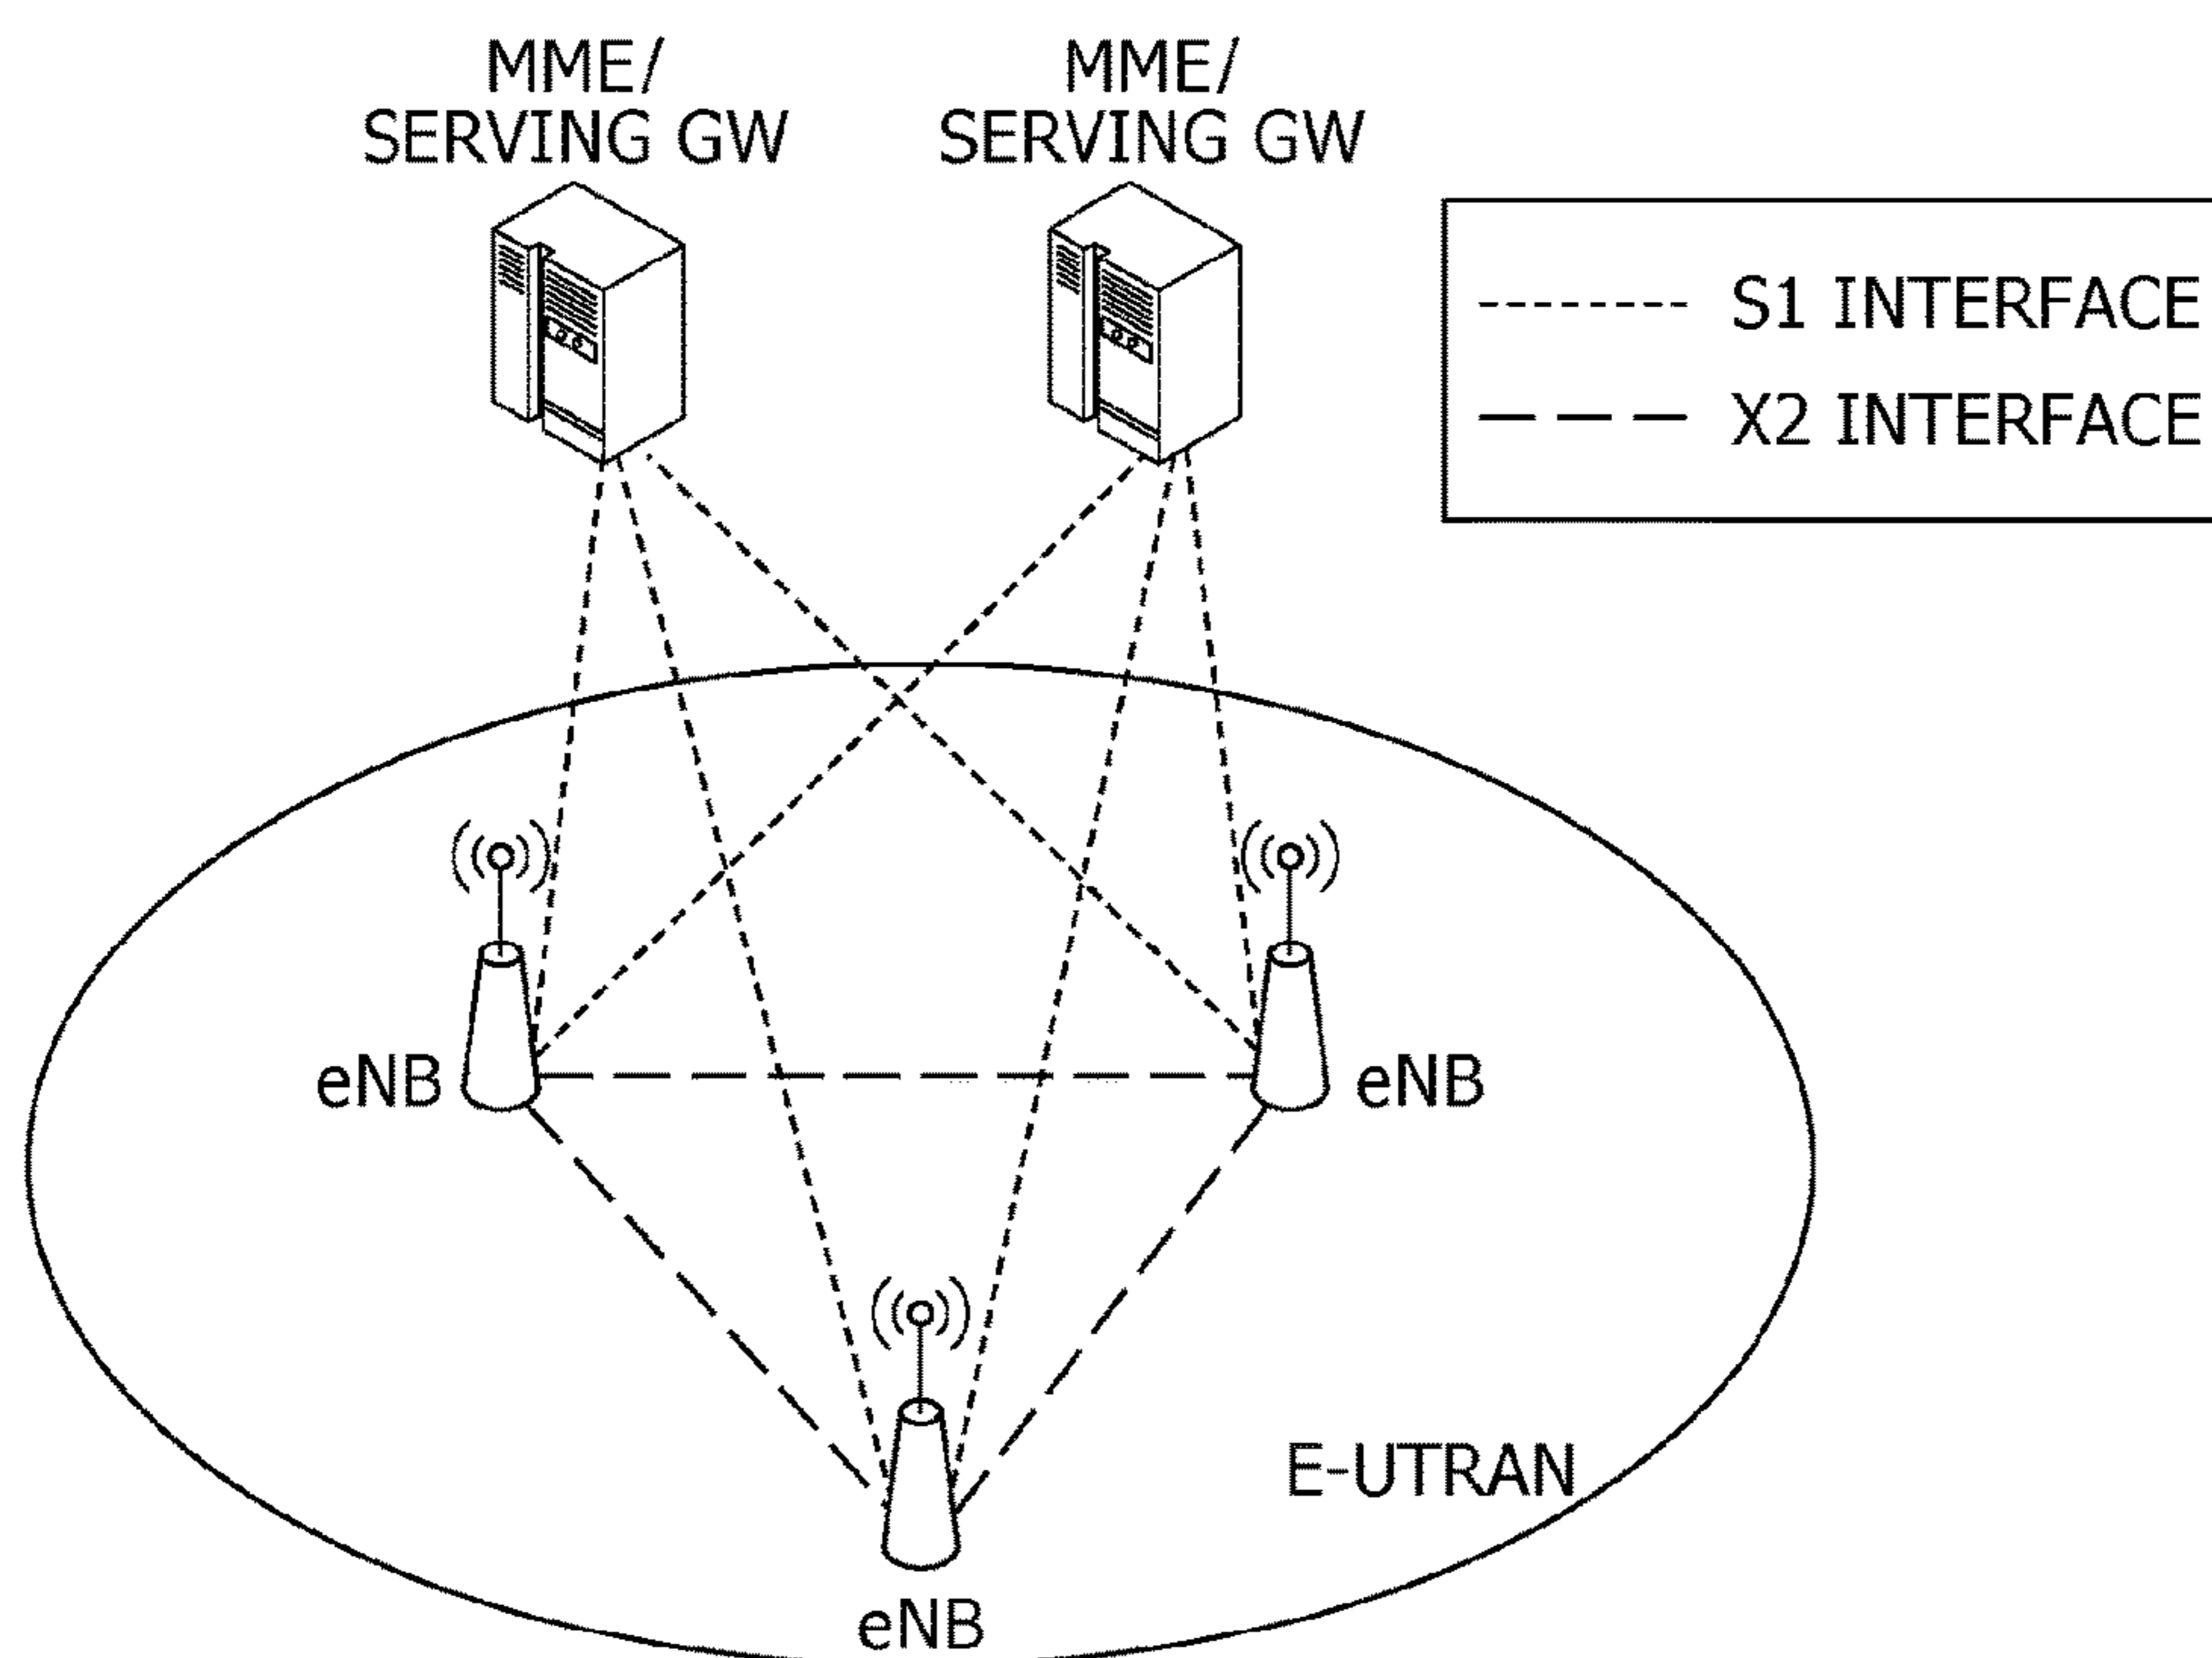 MME/
SERVING GW
MME/
SERVING GW
S1 INTERFACE
X2 INTERFACE
eNB
eNB
E-UTRAN
eNB